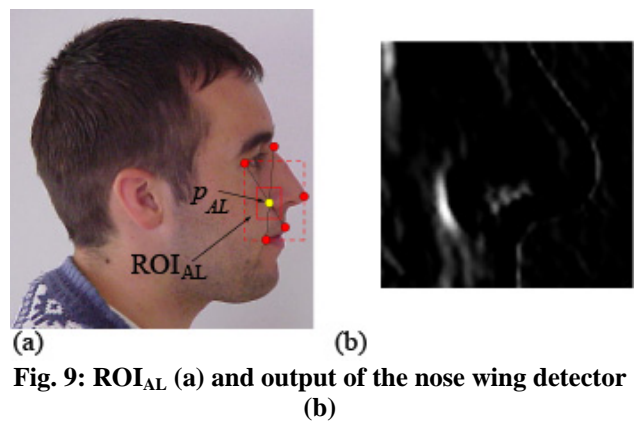 p_AL
ROI_AL
(a)
(b)
Fig. 9: ROI_AL (a) and output of the nose wing detector
(b)